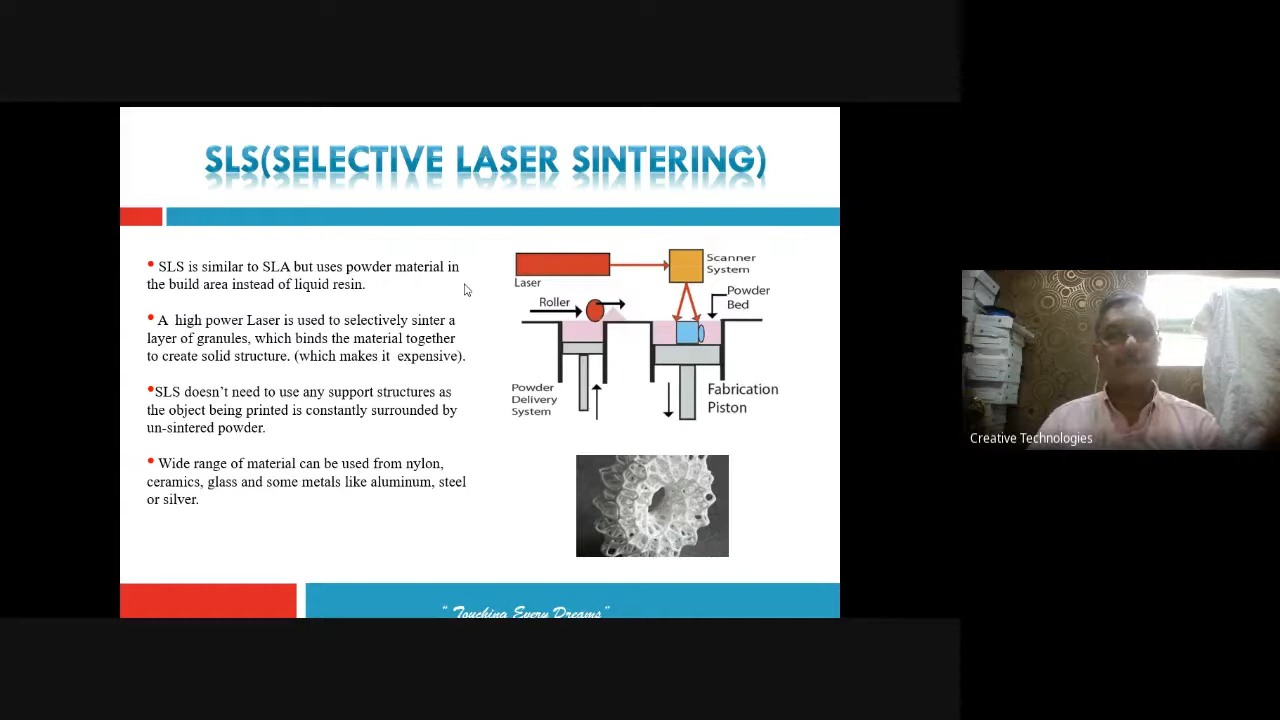 SLS(SELECTIVE LASER SINTERING)
• SLS is similar to SLA but uses powder material in
the build area instead of liquid resin.
• A high power Laser is used to selectively sinter a
layer of granules, which binds the material together
to create solid structure. (which makes it expensive).
•SLS doesn't need to use any support structures as
the object being printed is constantly surrounded by
un-sintered powder.
• Wide range of material can be used from nylon,
ceramics, glass and some metals like aluminum, steel
or silver.
Laser
Scanner
System
Roller
Powder
Bed
Powder
Delivery
System
Fabrication
Piston
" Touching Every Dreams"
Creative Technologies